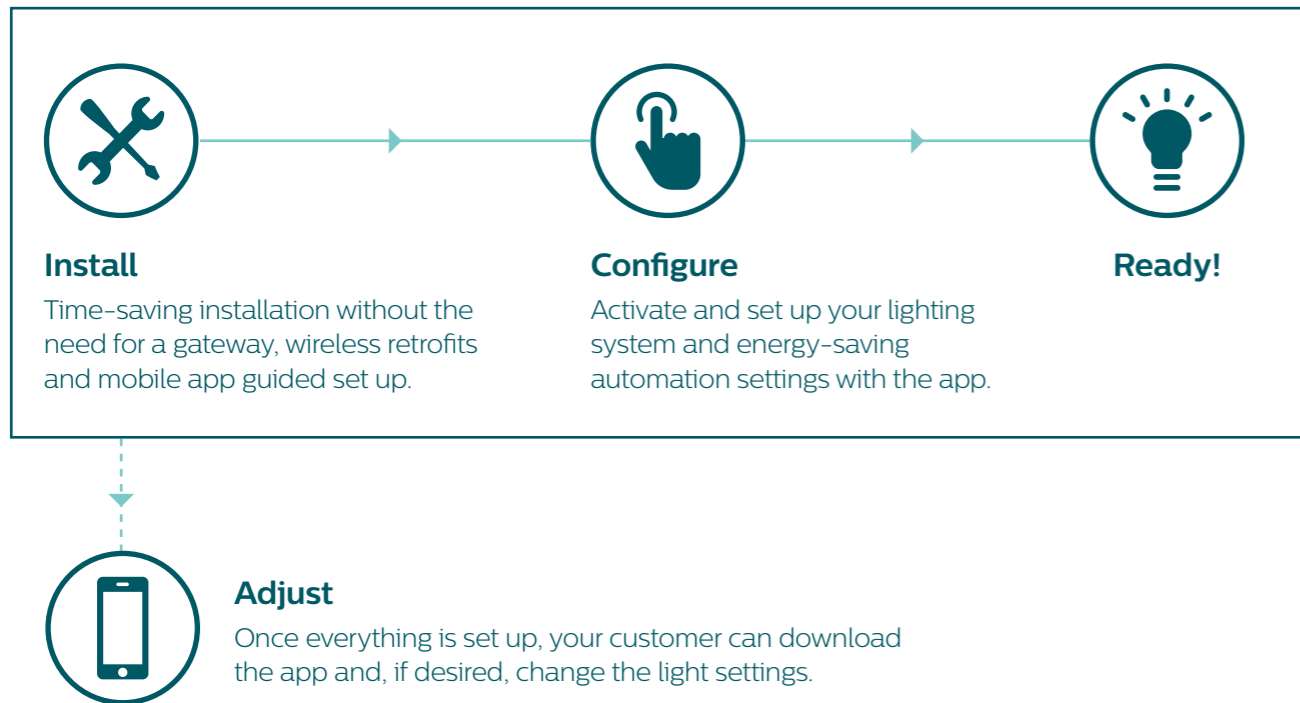 Install
Time-saving installation without the
need for a gateway, wireless retrofits
and mobile app guided set up.
Configure
Activate and set up your lighting
system and energy-saving
automation settings with the app.
Ready!
Adjust
Once everything is set up, your customer can download
the app and, if desired, change the light settings.